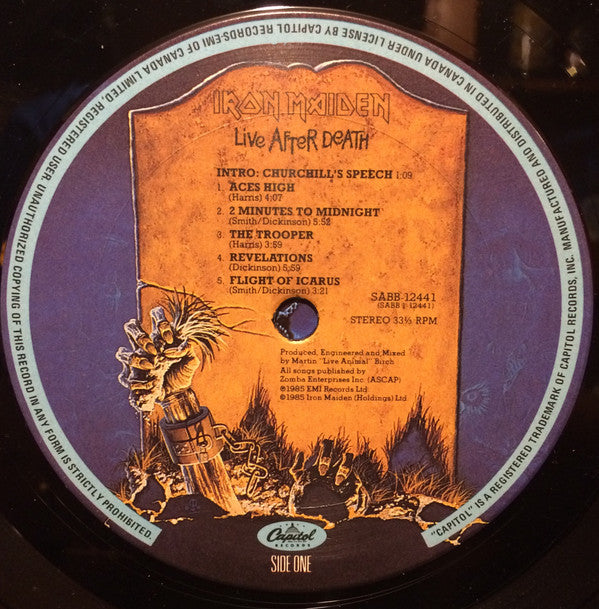 IRON MAIDEN
LIVE AFTER DEATH
INTRO: CHURCHILL'S SPEECH 1:09
1. ACES HIGH
(Harris) 4:07
2. 2 MINUTES TO MIDNIGHT
(Smith/Dickinson) 5:52
3. THE TROOPER
(Harris) 3:59
4. REVELATIONS
(Dickinson) 5:59
5. FLIGHT OF ICARUS
(Smith/Dickinson) 3:21
SABB-12441
(SABB 1-12441)
STEREO 33⅓ RPM
Produced, Engineered and Mixed
by Martin "Live Animal" Birch
All songs published by
Zomba Enterprises Inc (ASCAP)
℗1985 EMI Records Ltd
©1985 Iron Maiden (Holdings) Ltd.
Capitol
RECORDS
SIDE ONE
MANUFACTURED AND DISTRIBUTED IN CANADA UNDER LICENSE BY CAPITOL RECORDS-EMI OF CANADA LIMITED, REGISTERED USER. UNAUTHORIZED COPYING OF THIS RECORD IN ANY FORM IS STRICTLY PROHIBITED.
"CAPITOL" IS A REGISTERED TRADEMARK OF CAPITOL RECORDS, INC.